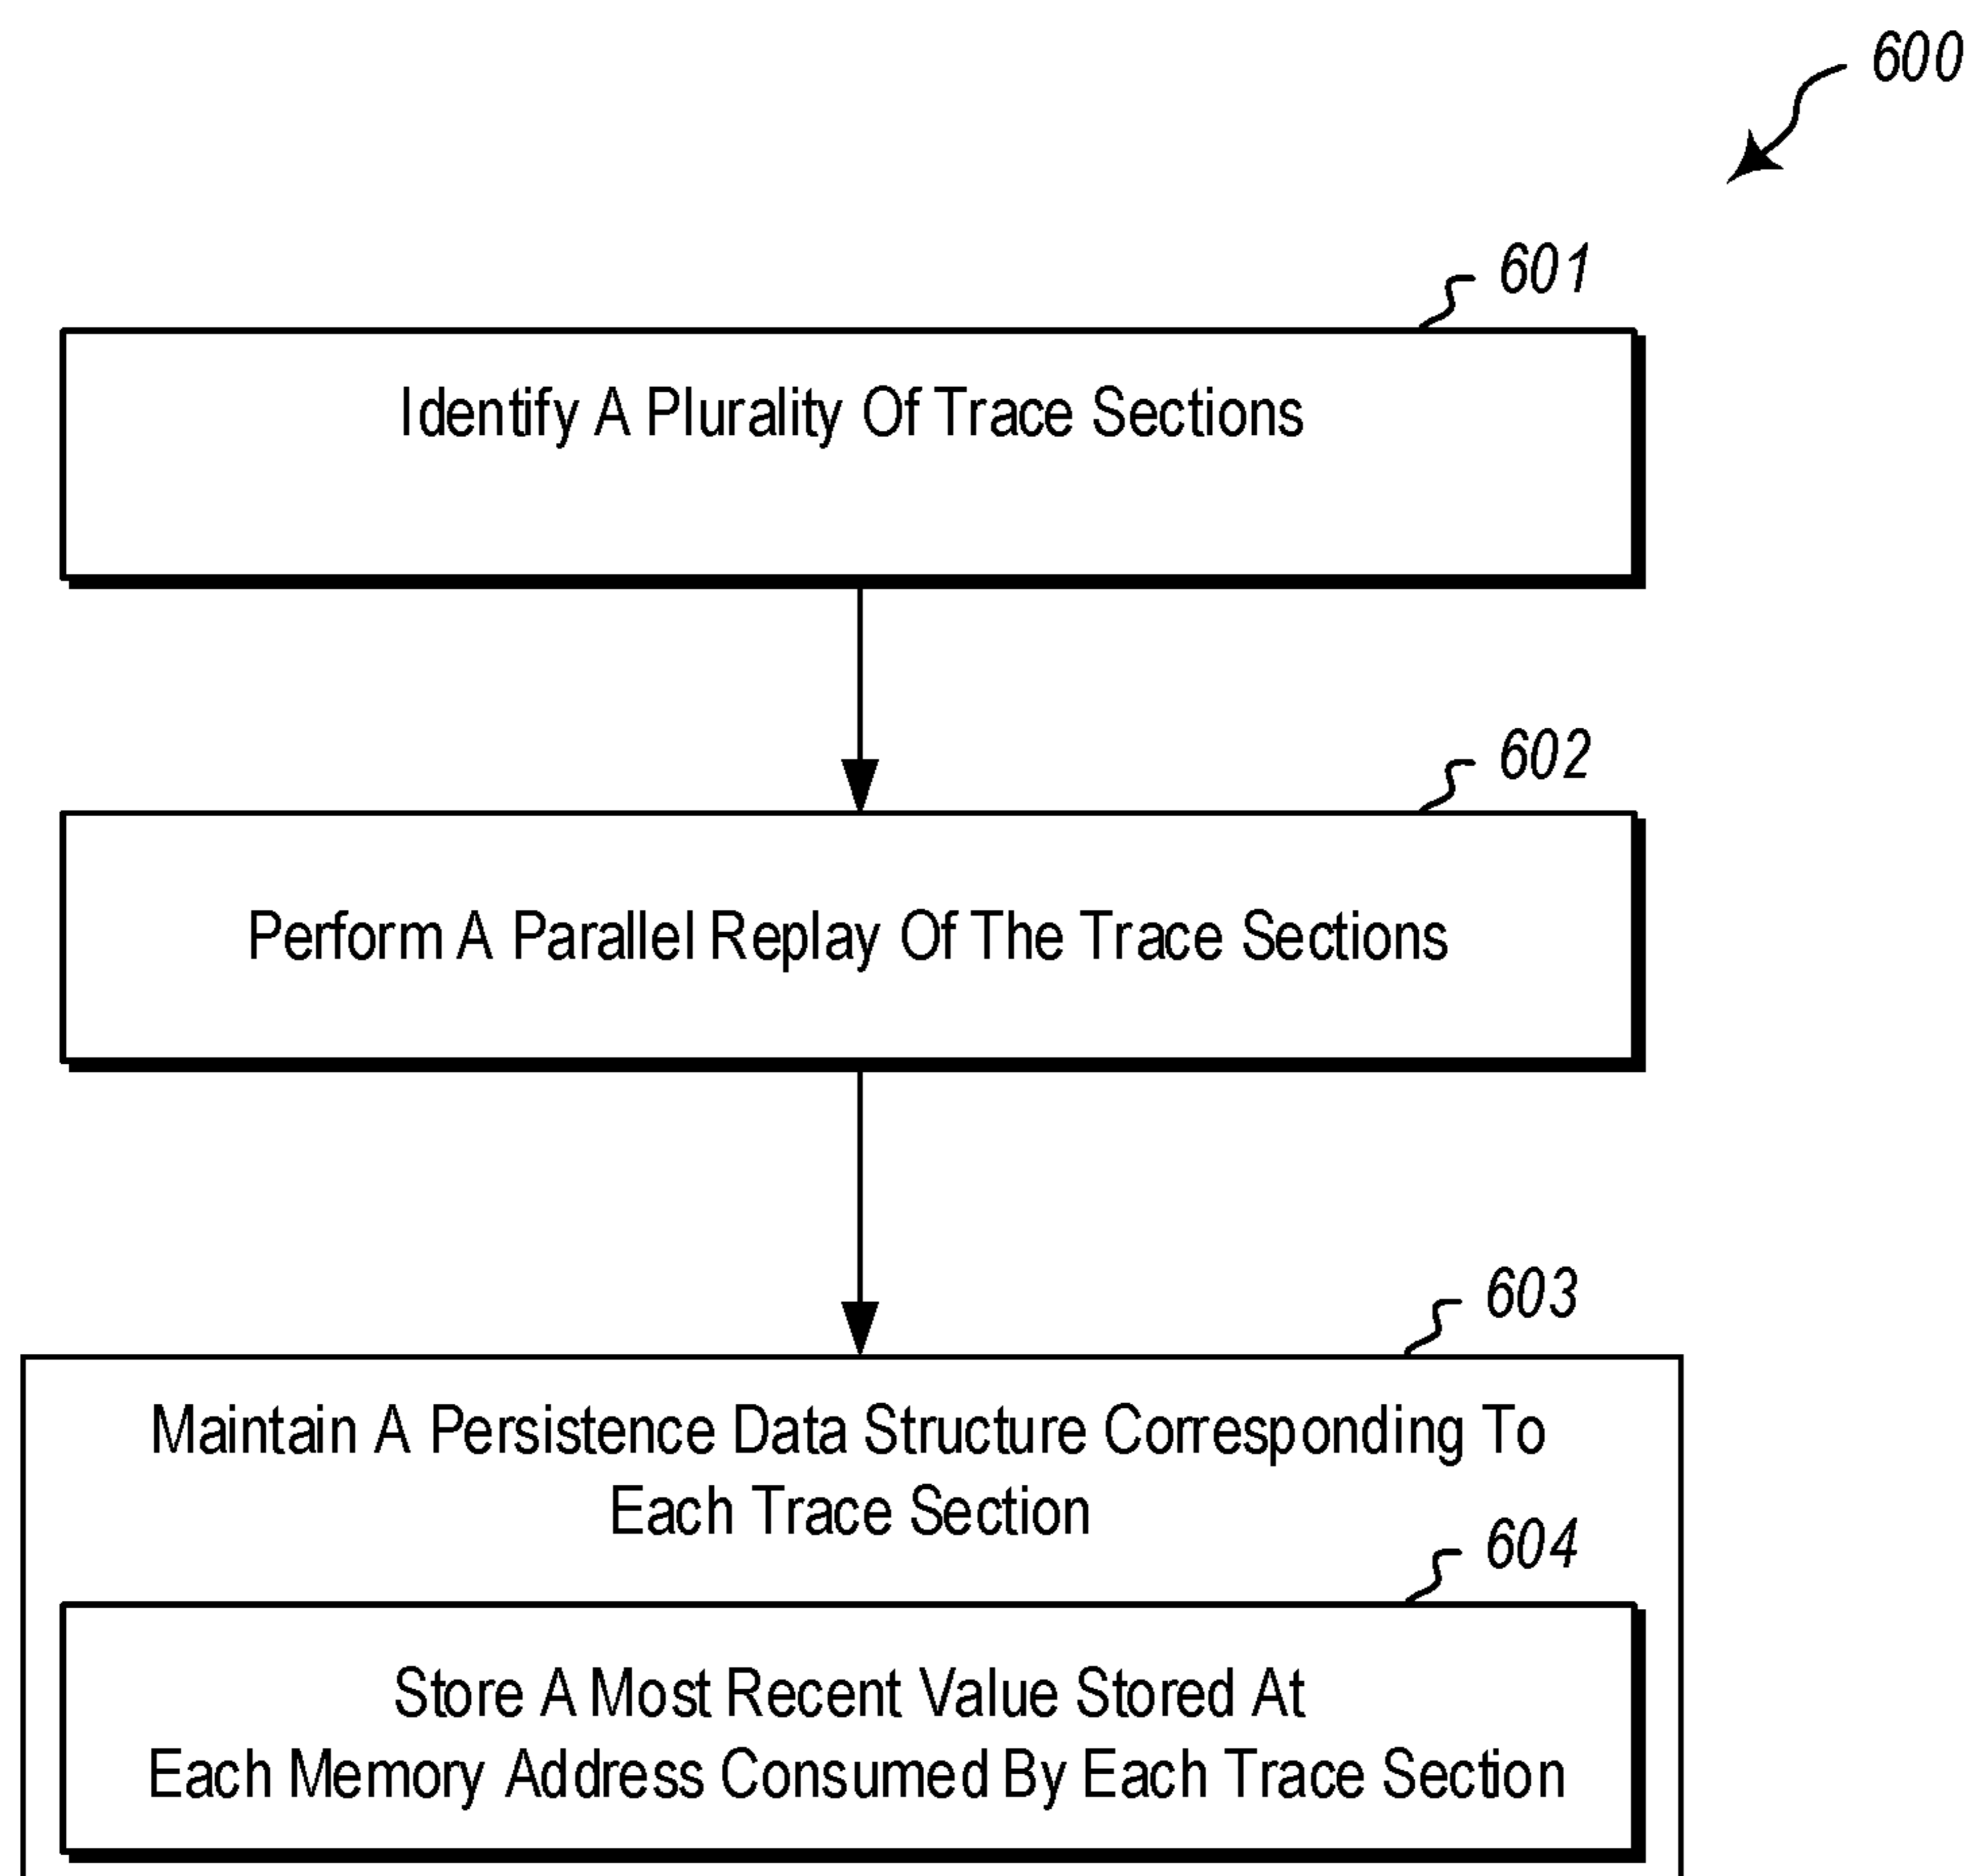 600
601
Identify A Plurality Of Trace Sections
602
Perform A Parallel Replay Of The Trace Sections
603
Maintain A Persistence Data Structure Corresponding To
Each Trace Section
604
Store A Most Recent Value Stored At
Each Memory Address Consumed By Each Trace Section